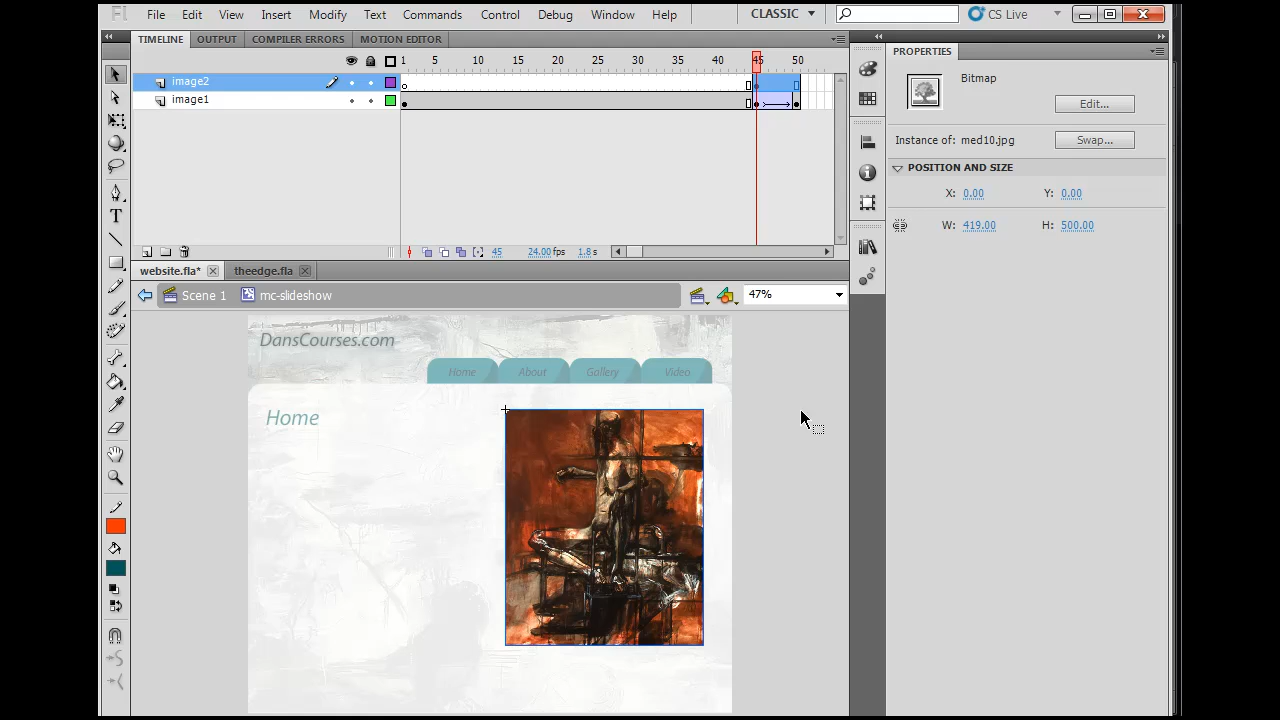 Fl File Edit View Insert Modify Text Commands Control Debug Window Help CLASSIC CS Live
TIMELINE OUTPUT COMPILER ERRORS MOTION EDITOR
1 5 10 15 20 25 30 35 40 45 50
image2
image1
45 24.00 fps 1.8 s
website.fla* theedge.fla
Scene 1 mc-slideshow 47%
DansCourses.com
Home About Gallery Video
Home
PROPERTIES
Bitmap
Edit...
Instance of: med10.jpg Swap...
POSITION AND SIZE
X: 0.00 Y: 0.00
W: 419.00 H: 500.00